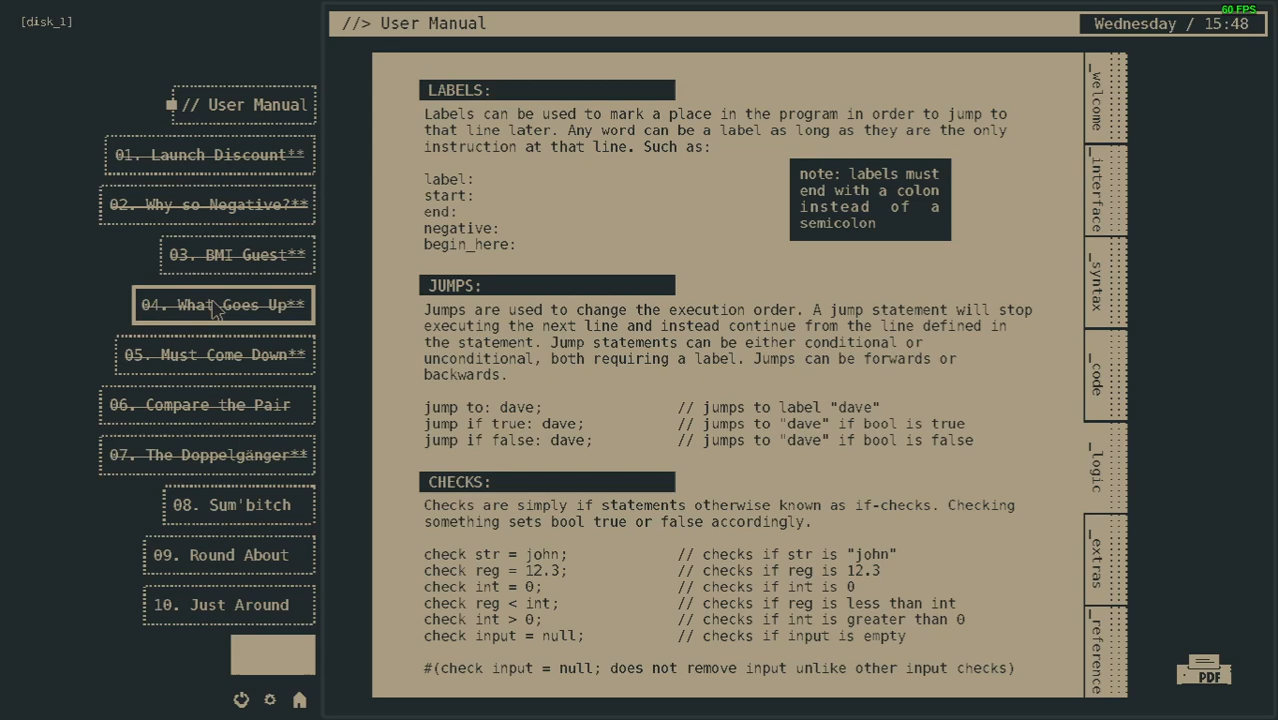 [disk_1]
60 FPS
//> User Manual
Wednesday / 15:48
// User Manual
01. Launch Discount**
02. Why so Negative?**
03. BMI Guest**
04. What Goes Up**
05. Must Come Down**
06. Compare the Pair
07. The Doppelgänger**
08. Sum'bitch
09. Round About
10. Just Around
LABELS:
Labels can be used to mark a place in the program in order to jump to
that line later. Any word can be a label as long as they are the only
instruction at that line. Such as:
label:
start:
end:
negative:
begin_here:
note: labels must
end with a colon
instead of a
semicolon
JUMPS:
Jumps are used to change the execution order. A jump statement will stop
executing the next line and instead continue from the line defined in
the statement. Jump statements can be either conditional or
unconditional, both requiring a label. Jumps can be forwards or
backwards.
jump to: dave; // jumps to label "dave"
jump if true: dave; // jumps to "dave" if bool is true
jump if false: dave; // jumps to "dave" if bool is false
CHECKS:
Checks are simply if statements otherwise known as if-checks. Checking
something sets bool true or false accordingly.
check str = john; // checks if str is "john"
check reg = 12.3; // checks if reg is 12.3
check int = 0; // checks if int is 0
check reg < int; // checks if reg is less than int
check int > 0; // checks if int is greater than 0
check input = null; // checks if input is empty
#(check input = null; does not remove input unlike other input checks)
_welcome
_interface
_syntax
_code
_logic
_extras
_reference
PDF